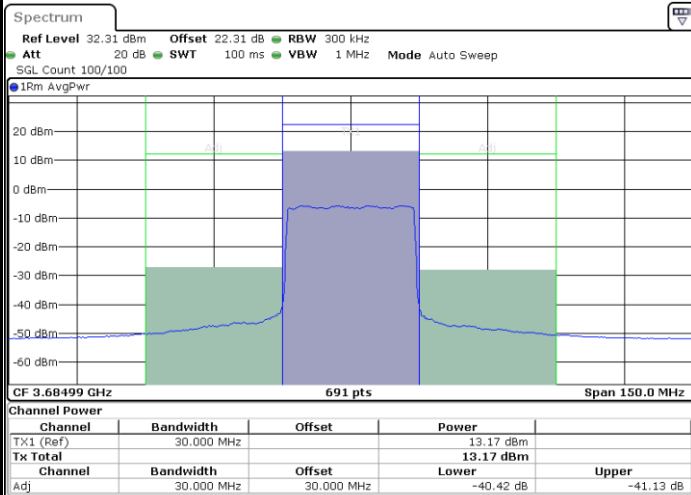 Spectrum
Ref Level 32.31 dBm Offset 22.31 dB RBW 300 kHz
Att 20 dB SWT 100 ms VBW 1 MHz Mode Auto Sweep
SGL Count 100/100
1Rm AvgPwr
20 dBm
Adj Adj
10 dBm
0 dBm
-10 dBm
-20 dBm
-30 dBm
-40 dBm
-50 dBm
-60 dBm
CF 3.68499 GHz 691 pts Span 150.0 MHz
Channel Power
Channel Bandwidth Offset Power
TX1 (Ref) 30.000 MHz 13.17 dBm
Tx Total 13.17 dBm
Channel Bandwidth Offset Lower Upper
Adj 30.000 MHz 30.000 MHz -40.42 dB -41.13 dB